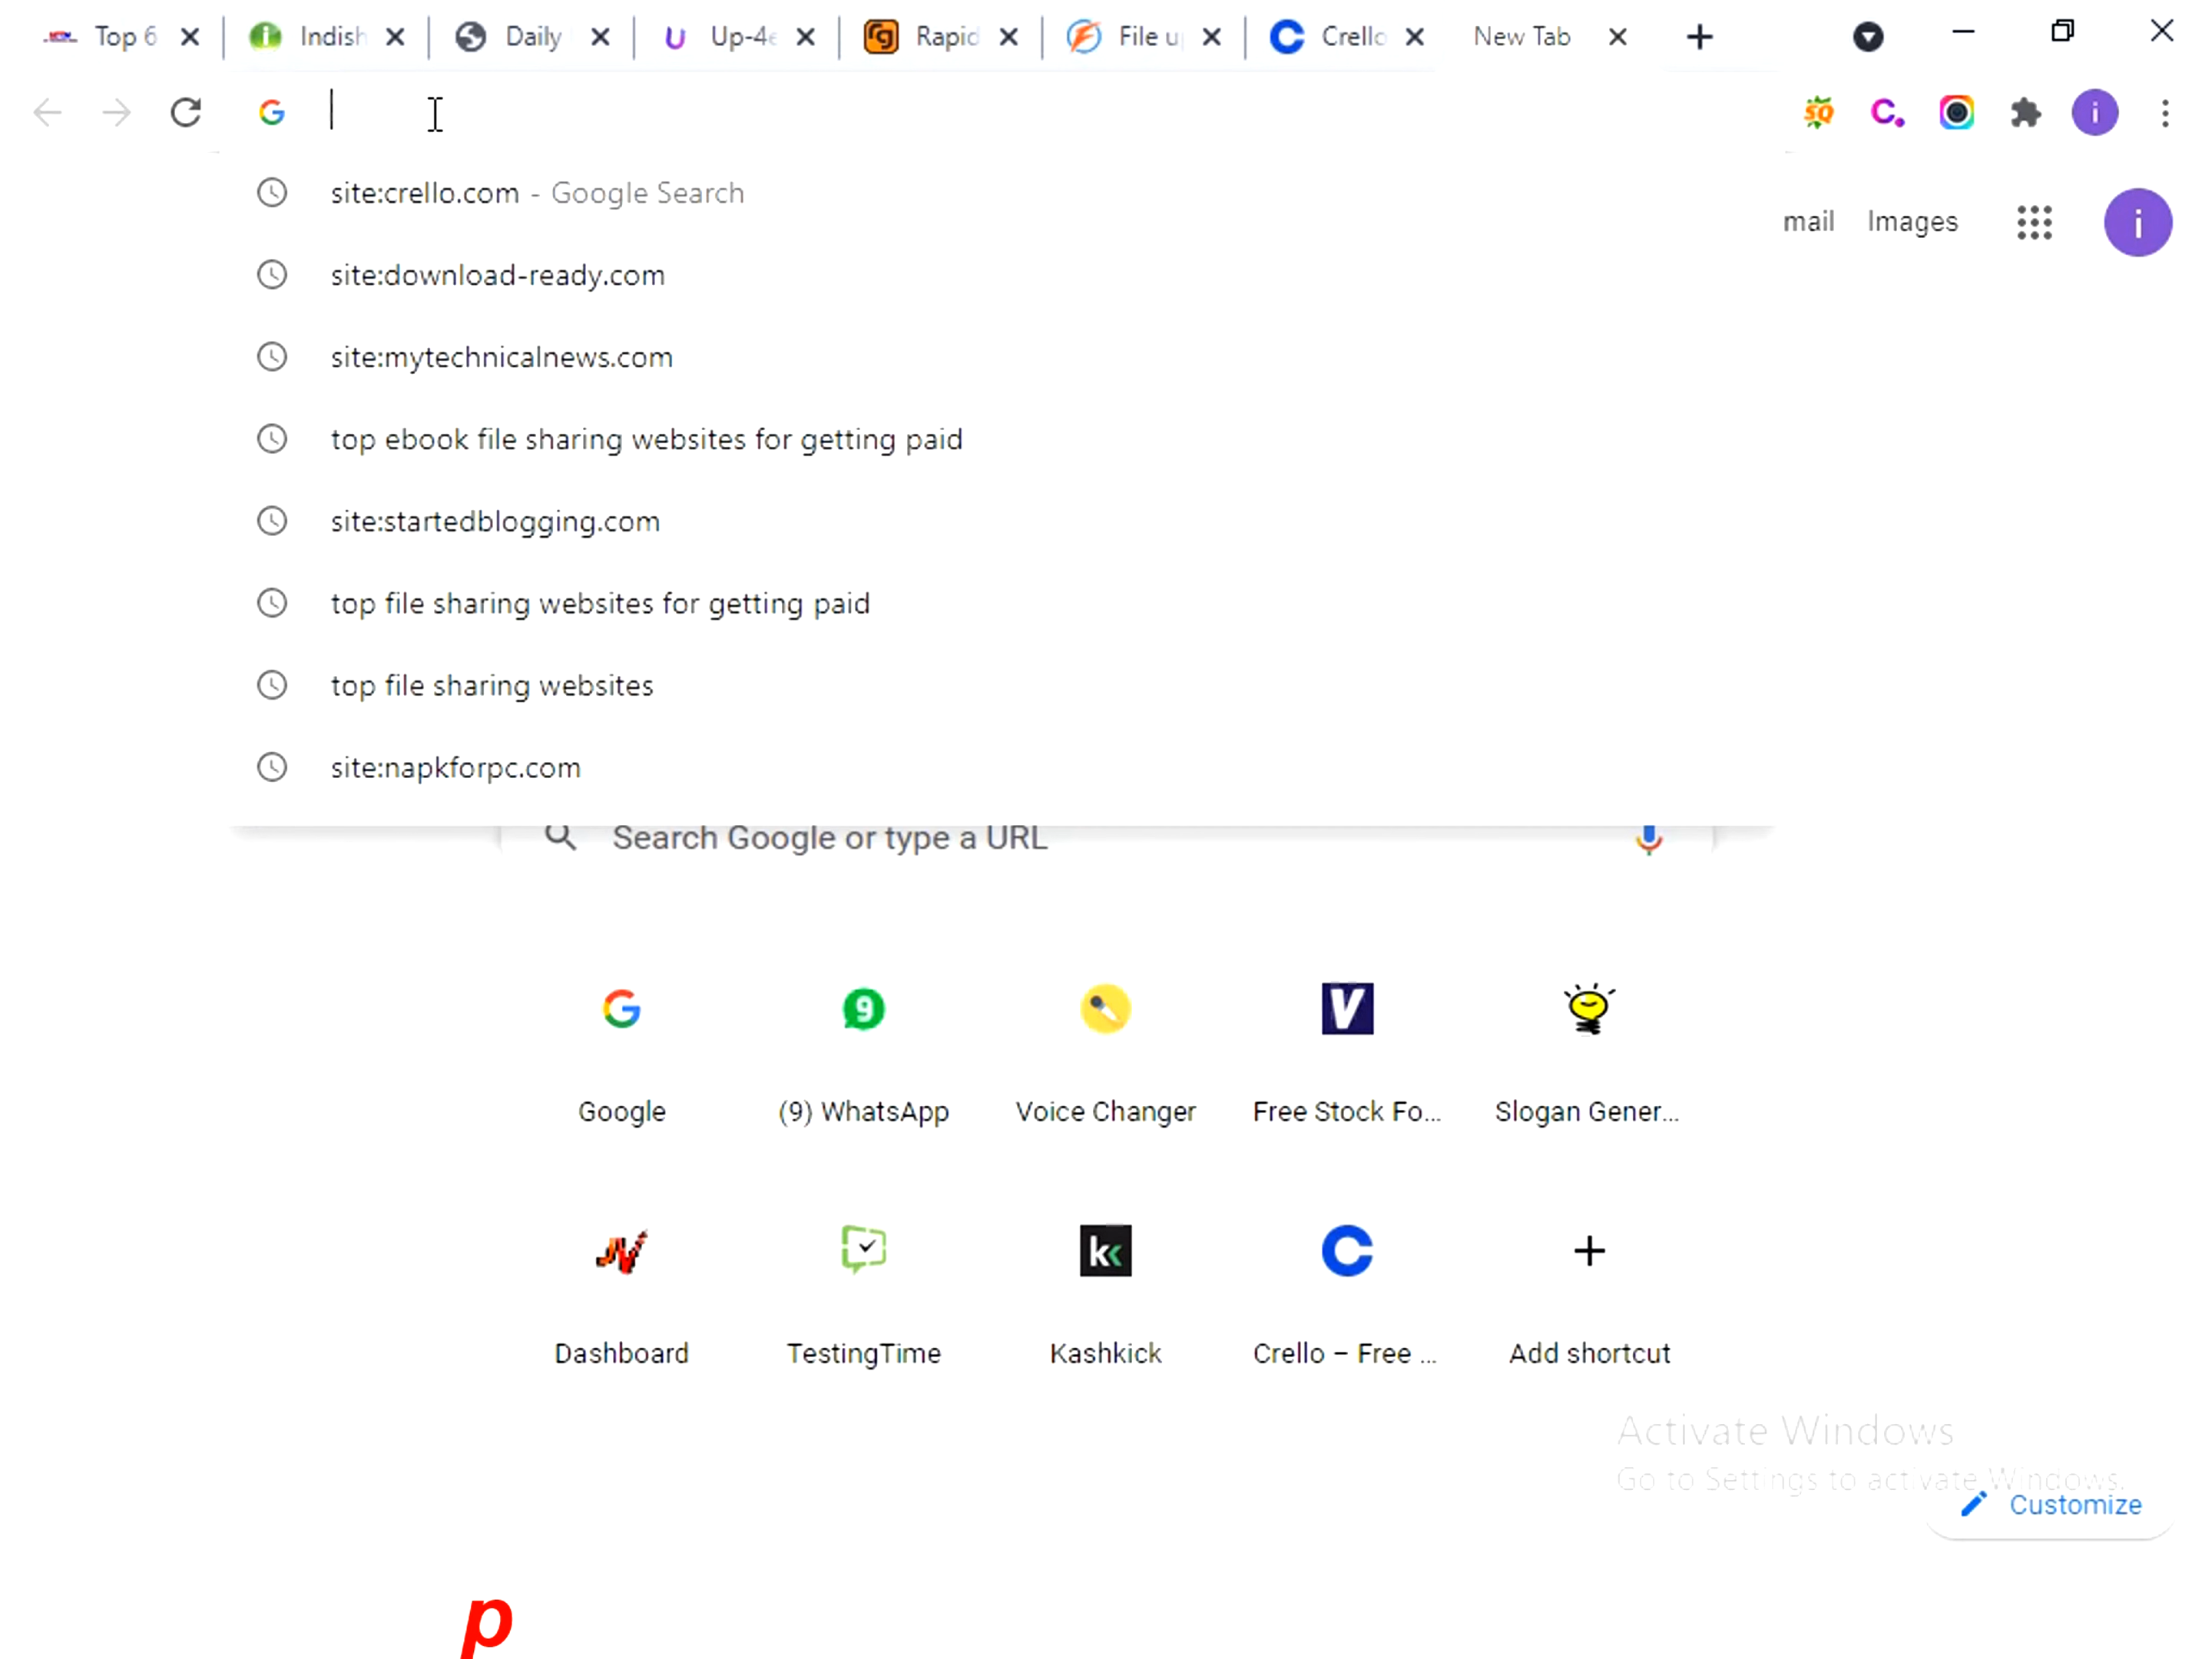 Top 6 Indish Daily Up-4e Rapid File u Crello New Tab
site:crello.com - Google Search
mail Images
site:download-ready.com
site:mytechnicalnews.com
top ebook file sharing websites for getting paid
site:startedblogging.com
top file sharing websites for getting paid
top file sharing websites
site:napkforpc.com
Search Google or type a URL
Google (9) WhatsApp Voice Changer Free Stock Fo... Slogan Gener...
Dashboard TestingTime Kashkick Crello – Free ... Add shortcut
Activate Windows
Go to Settings to activate Windows.
Customize
p